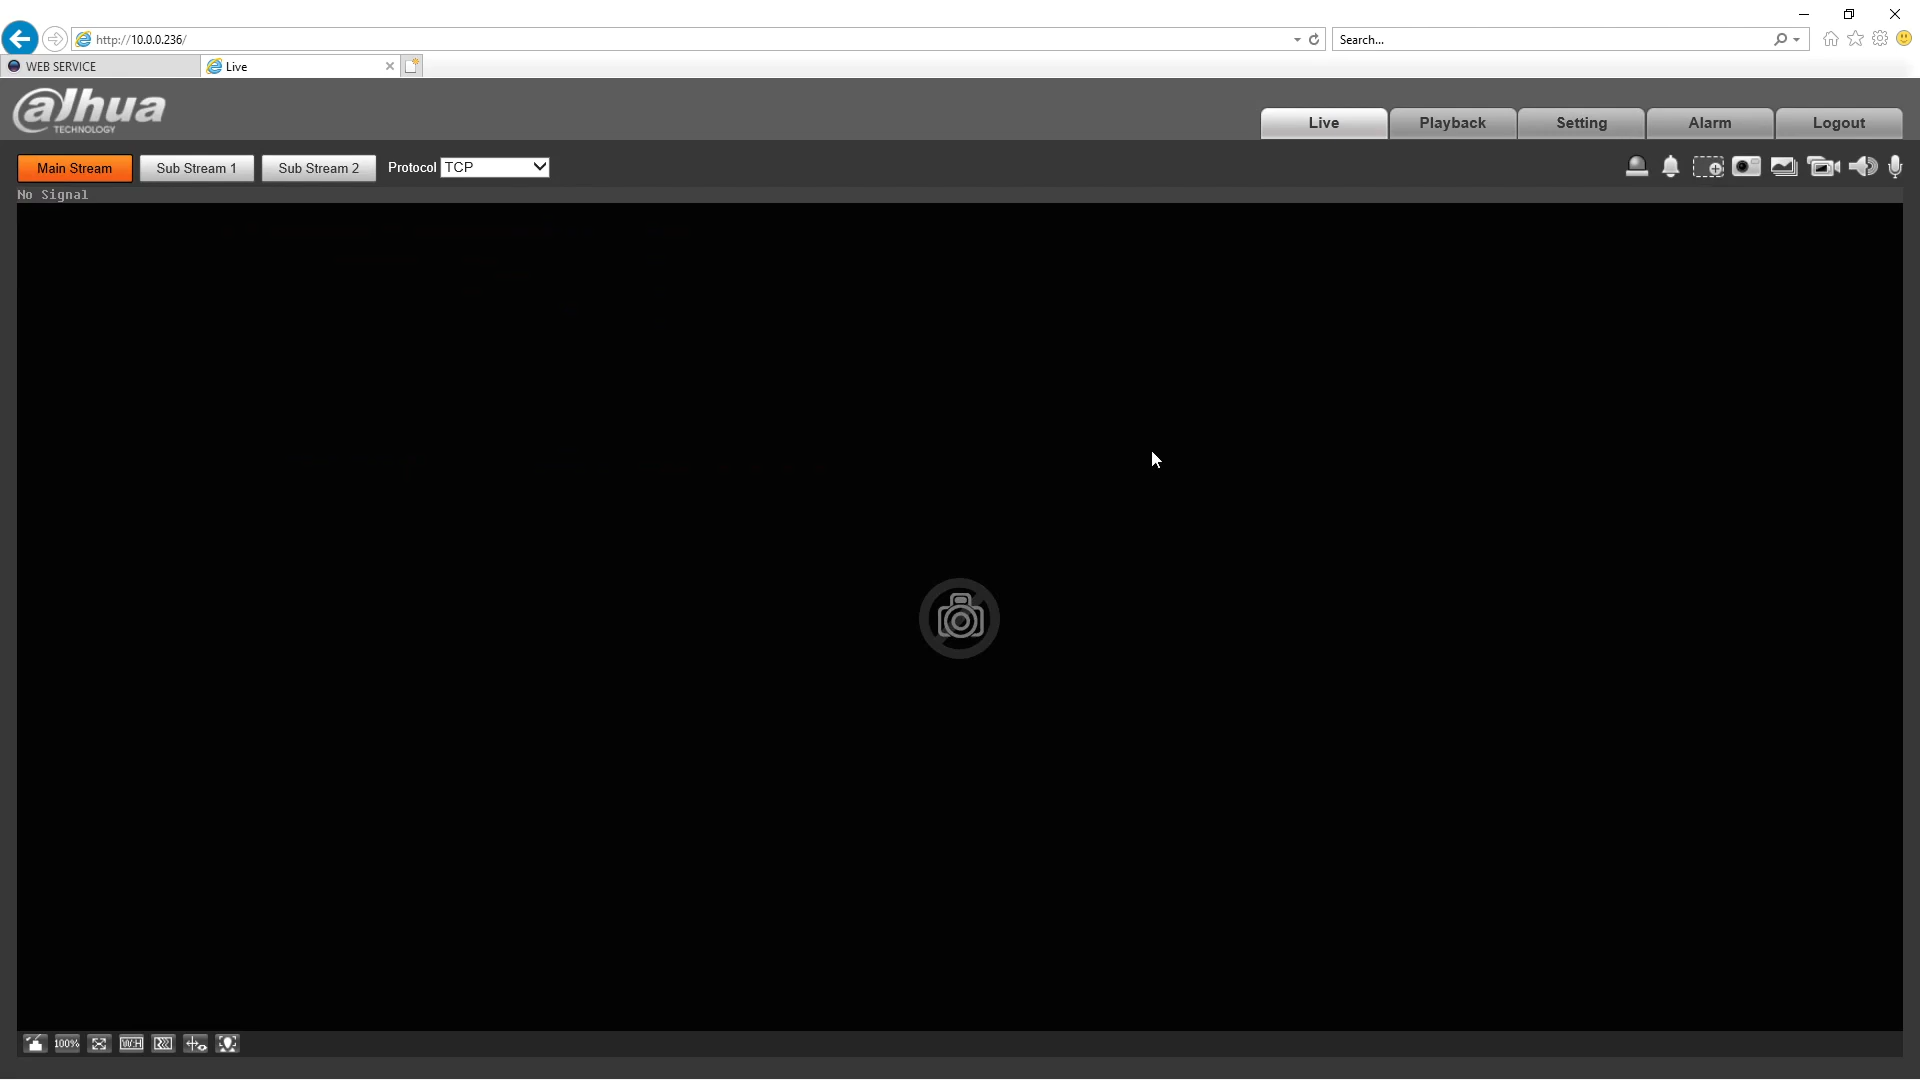 http://10.0.0.236/
Search...
WEB SERVICE
Live
alhua
TECHNOLOGY
Live
Playback
Setting
Alarm
Logout
Main Stream
Sub Stream 1
Sub Stream 2
Protocol
TCP
No Signal
100%
W:H